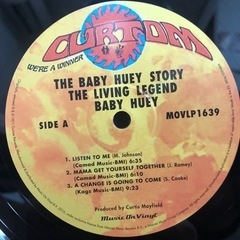 CURTOM
WE'RE A WINNER
THE BABY HUEY STORY
THE LIVING LEGEND
BABY HUEY
SIDE A
MOVLP1639
1. LISTEN TO ME (M. Johnson)
(Camad Music-BMI) 6:35
2. MAMA GET YOURSELF TOGETHER (J. Ramey)
(Camad Music-BMI) 6:10
3. A CHANGE IS GOING TO COME (S. Cooke)
(Kags Music-BMI) 9:23
Produced by Curtis Mayfield
Music On Vinyl